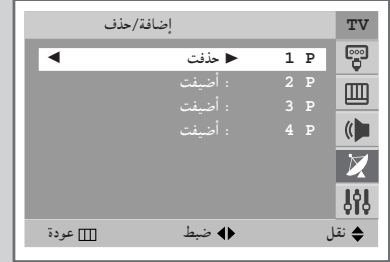 TV إضافة/حذف
P 1 ◄ حذفت ►
P 2 : أضيفت
P 3 : أضيفت
P 4 : أضيفت
نقل ضبط عودة